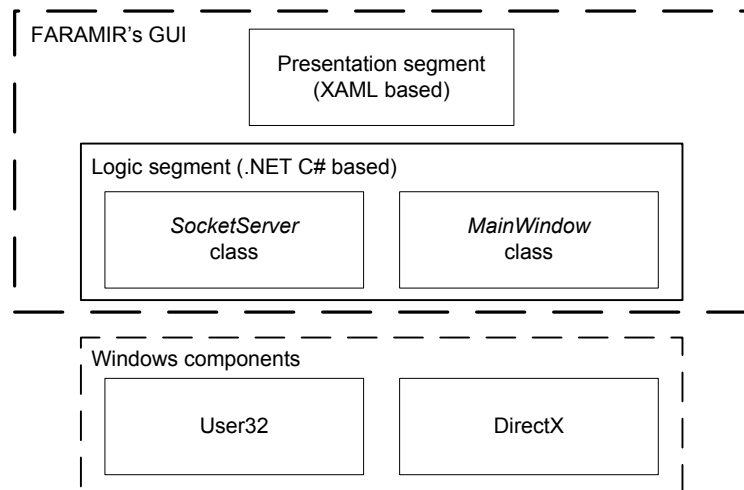 FARAMIR’s GUI
Presentation segment
(XAML based)
Logic segment (.NET C# based)
SocketServer
class
MainWindow
class
Windows components
User32
DirectX